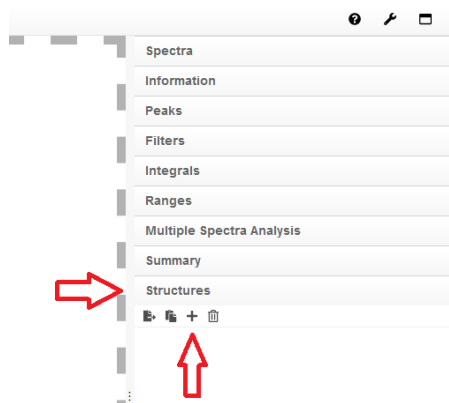 Spectra
Information
Peaks
Filters
Integrals
Ranges
Multiple Spectra Analysis
Summary
Structures